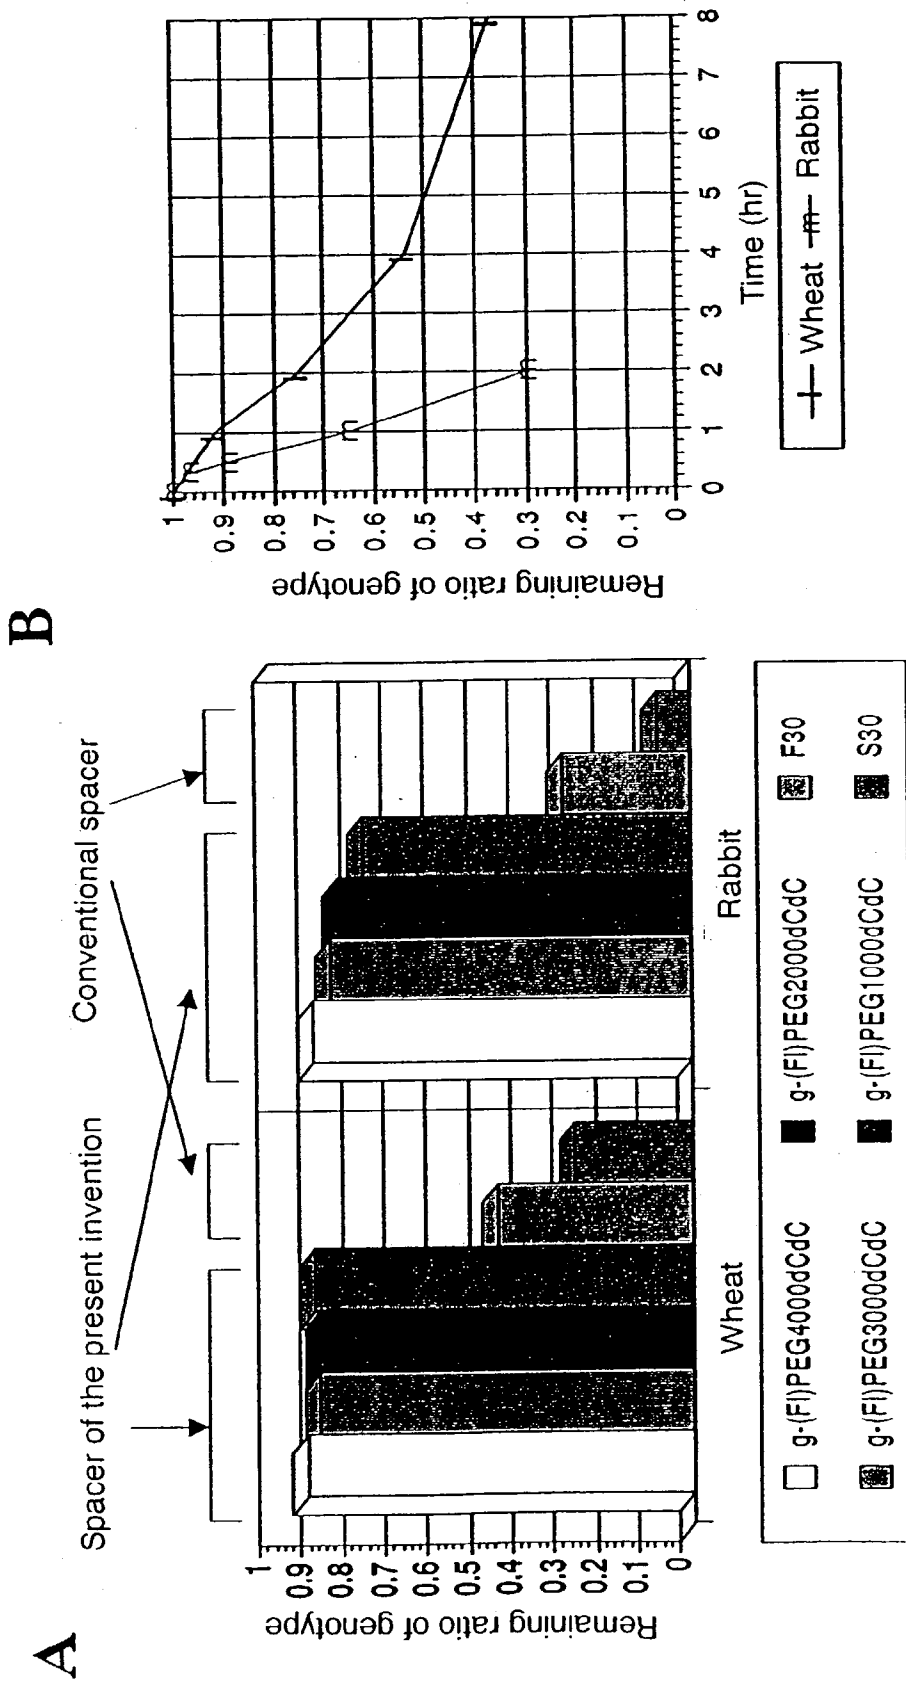 A
Spacer of the present invention
Conventional spacer
Remaining ratio of genotype
1
0.9
0.8
0.7
0.6
0.5
0.4
0.3
0.2
0.1
0
Wheat
Rabbit
g-(Fl)PEG4000dCdC
g-(Fl)PEG2000dCdC
F30
g-(Fl)PEG3000dCdC
g-(Fl)PEG1000dCdC
S30
B
Remaining ratio of genotype
1
0.9
0.8
0.7
0.6
0.5
0.4
0.3
0.2
0.1
0
m
m
m
m
m
0 1 2 3 4 5 6 7 8
Time (hr)
Wheat m Rabbit